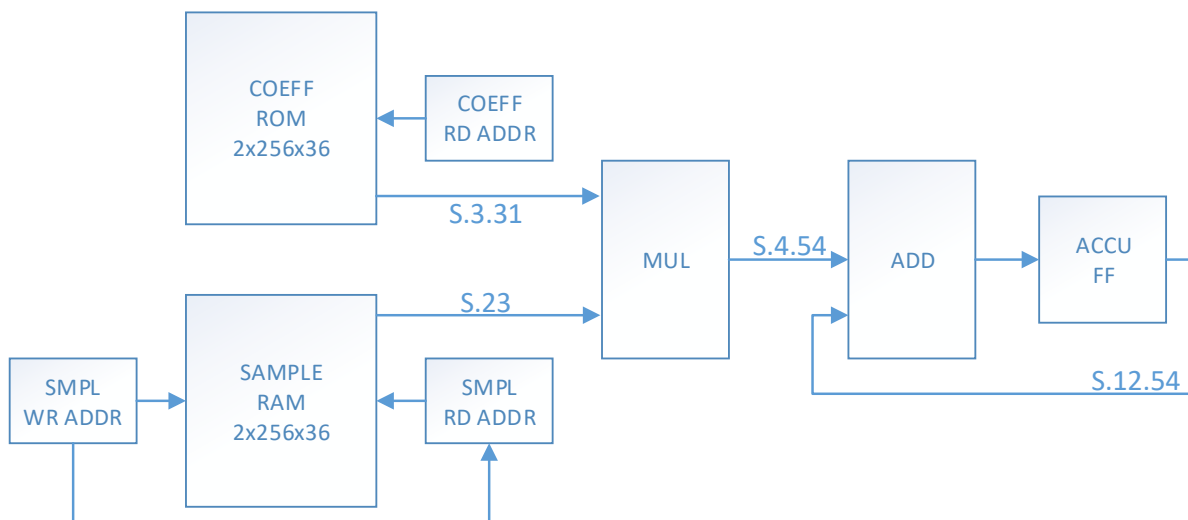 COEFF
ROM
2x256x36
COEFF
RD ADDR
S.3.31
MUL
S.4.54
ADD
ACCU
FF
S.23
SMPL
WR ADDR
SAMPLE
RAM
2x256x36
SMPL
RD ADDR
S.12.54